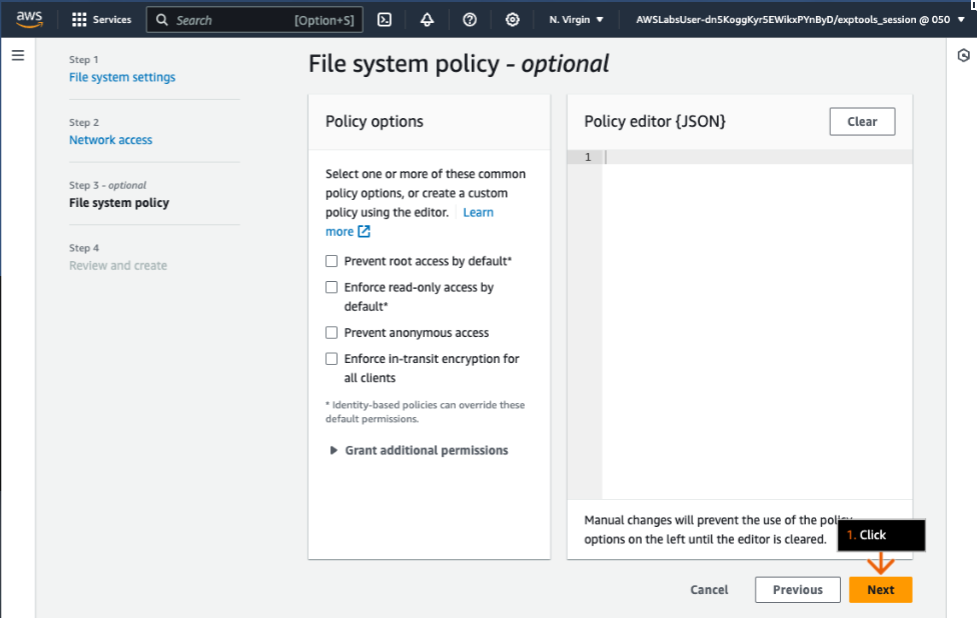 aws Services Search [Option+S] N. Virgin AWSLabsUser-dn5KoggKyr5EWikxPYnByD/exptools_session @ 050
Step 1
File system settings
Step 2
Network access
Step 3 - optional
File system policy
Step 4
Review and create
File system policy - optional
Policy options
Select one or more of these common
policy options, or create a custom
policy using the editor. Learn
more
Prevent root access by default*
Enforce read-only access by
default*
Prevent anonymous access
Enforce in-transit encryption for
all clients
* Identity-based policies can override these
default permissions.
Grant additional permissions
Policy editor {JSON}
Clear
1
Manual changes will prevent the use of the policy
options on the left until the editor is cleared.
1. Click
Cancel
Previous
Next